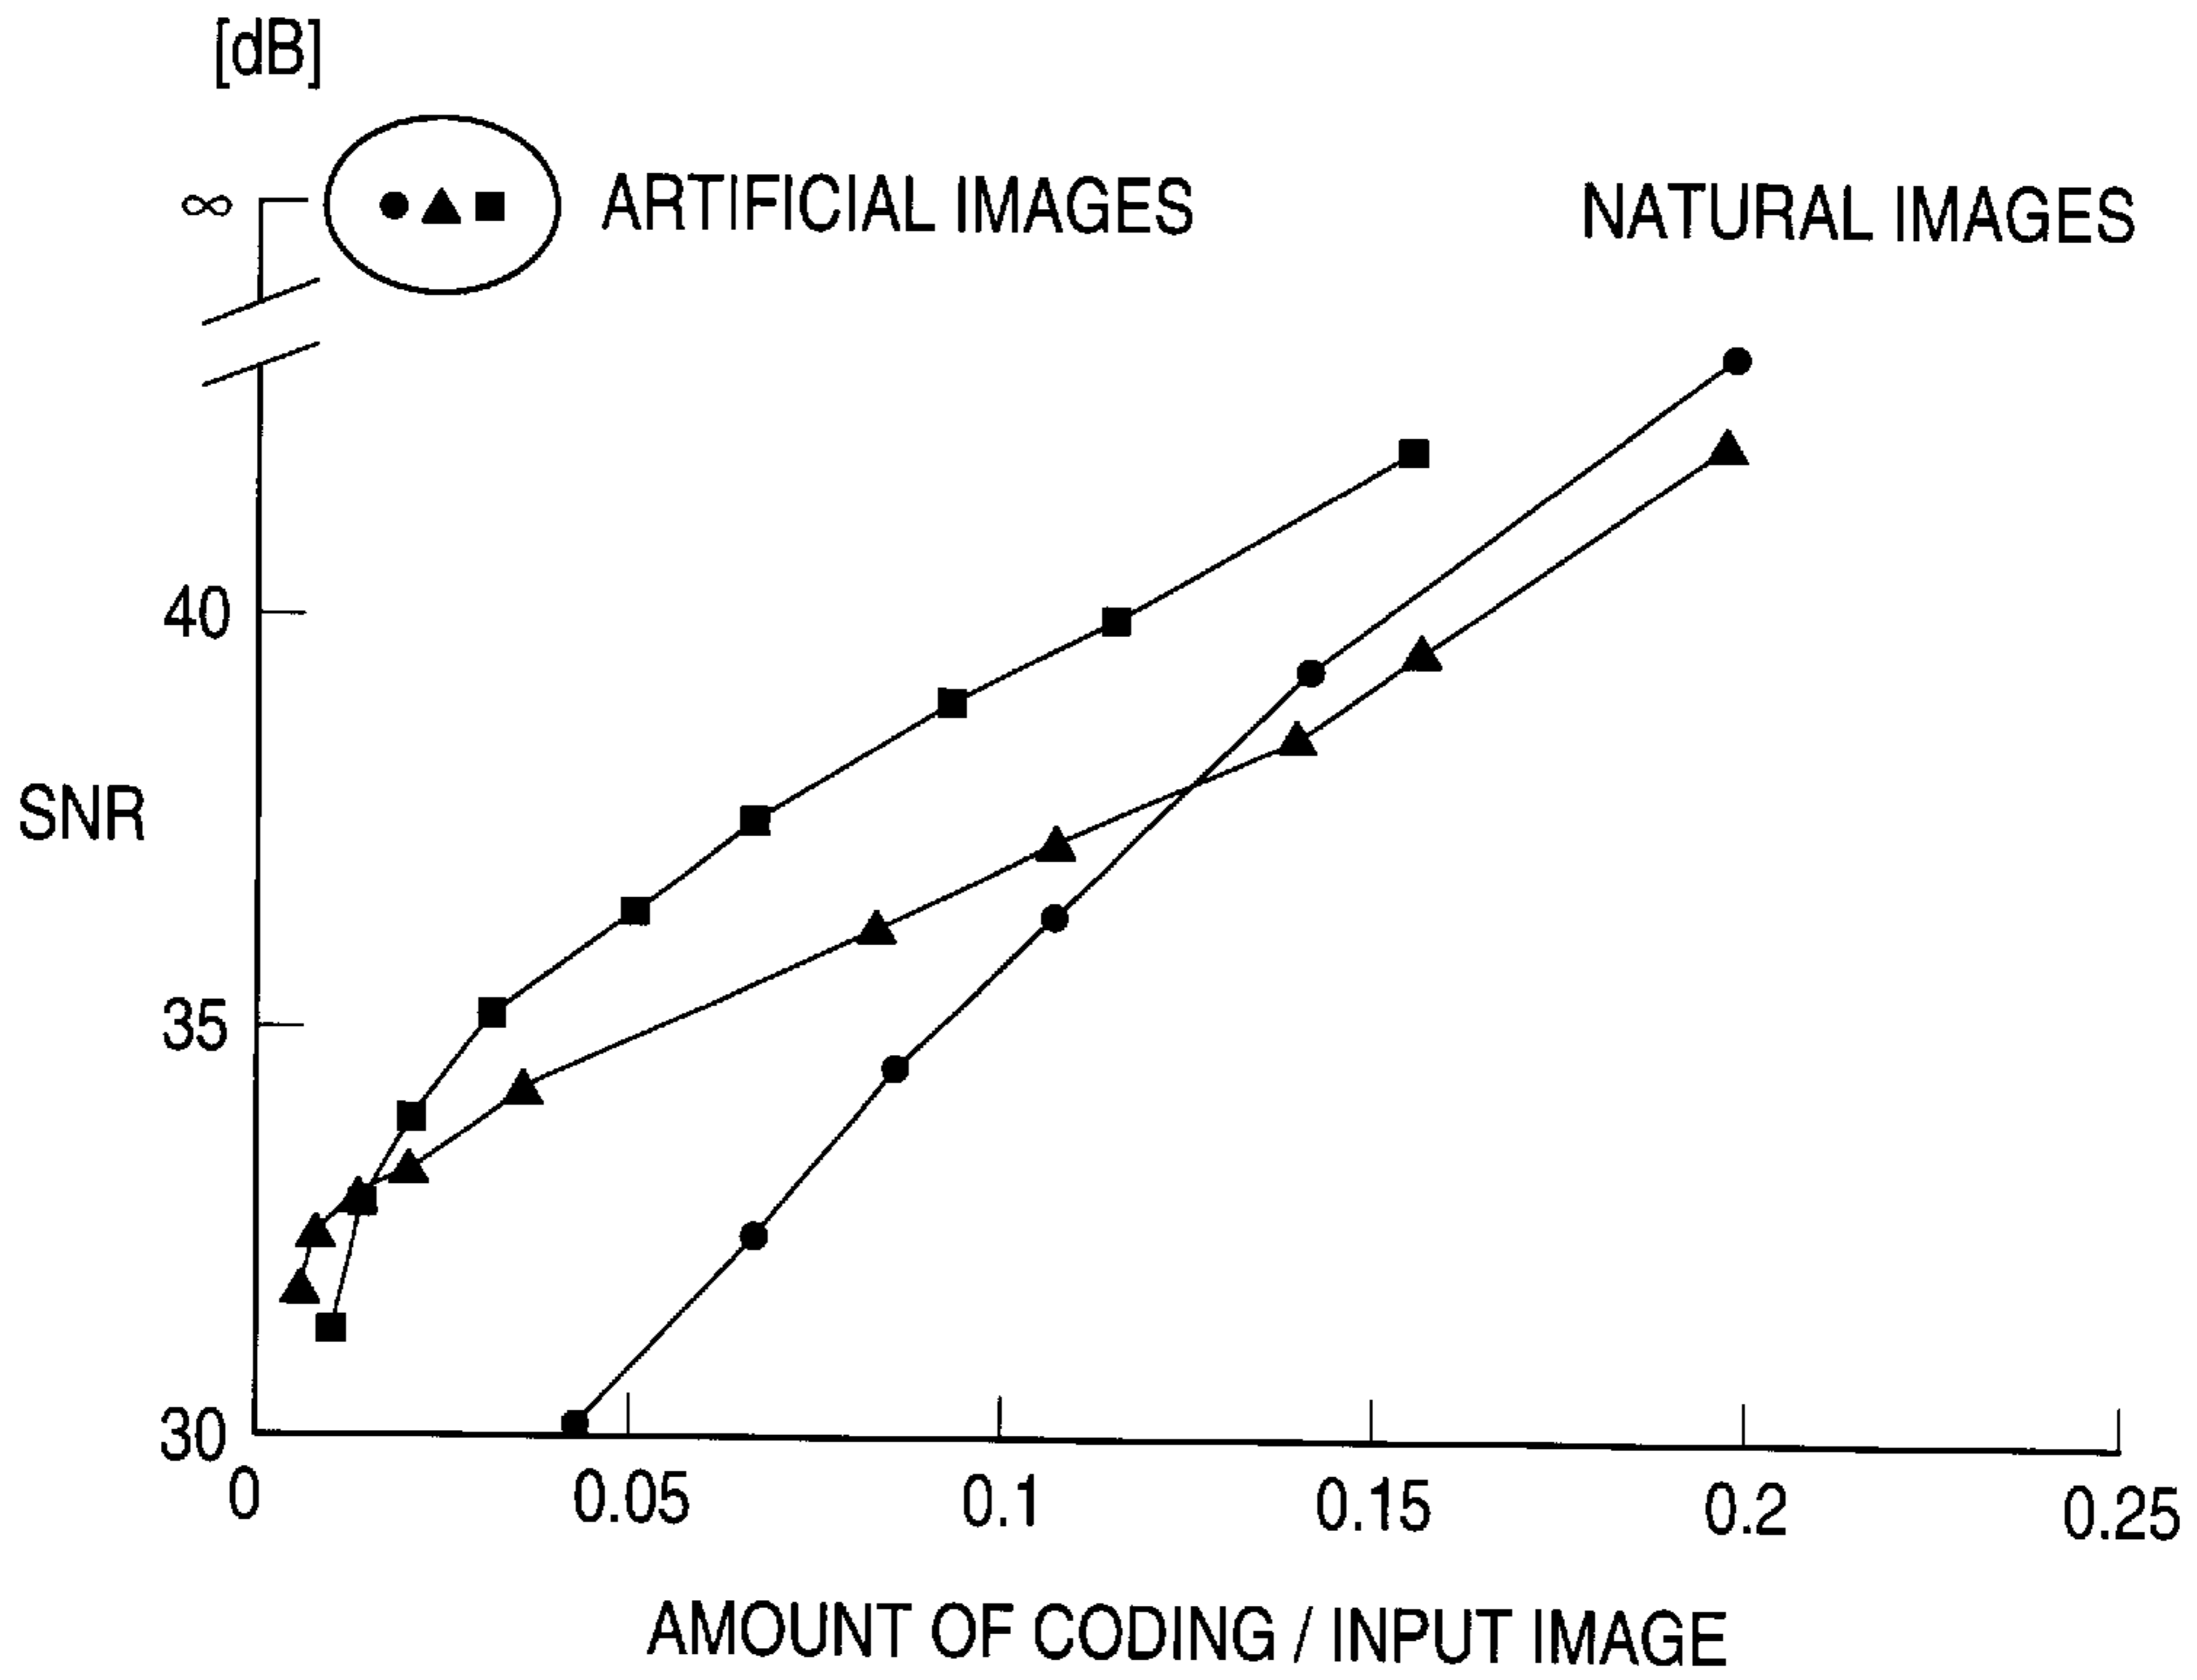 [dB]
∞
ARTIFICIAL IMAGES
NATURAL IMAGES
40
SNR
35
30
0
0.05
0.1
0.15
0.2
0.25
AMOUNT OF CODING / INPUT IMAGE